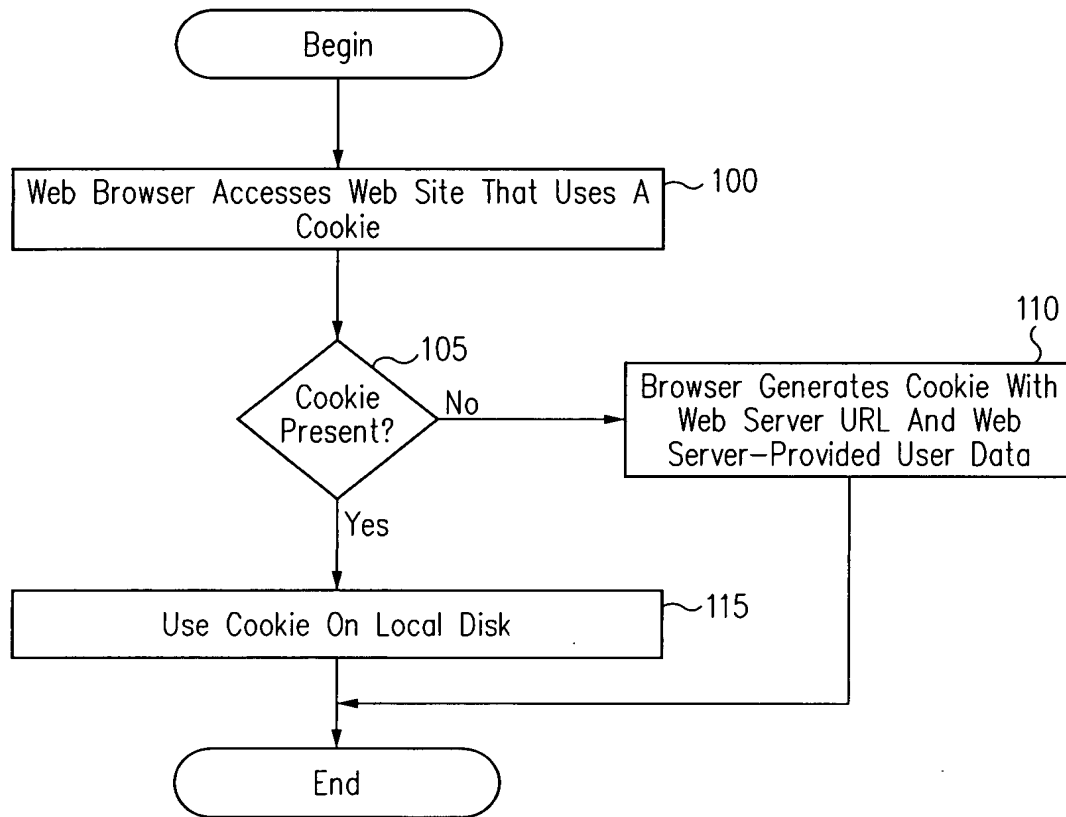 Begin
Web Browser Accesses Web Site That Uses A
Cookie
100
105
Cookie
Present?
No
110
Browser Generates Cookie With
Web Server URL And Web
Server-Provided User Data
Yes
Use Cookie On Local Disk
115
End